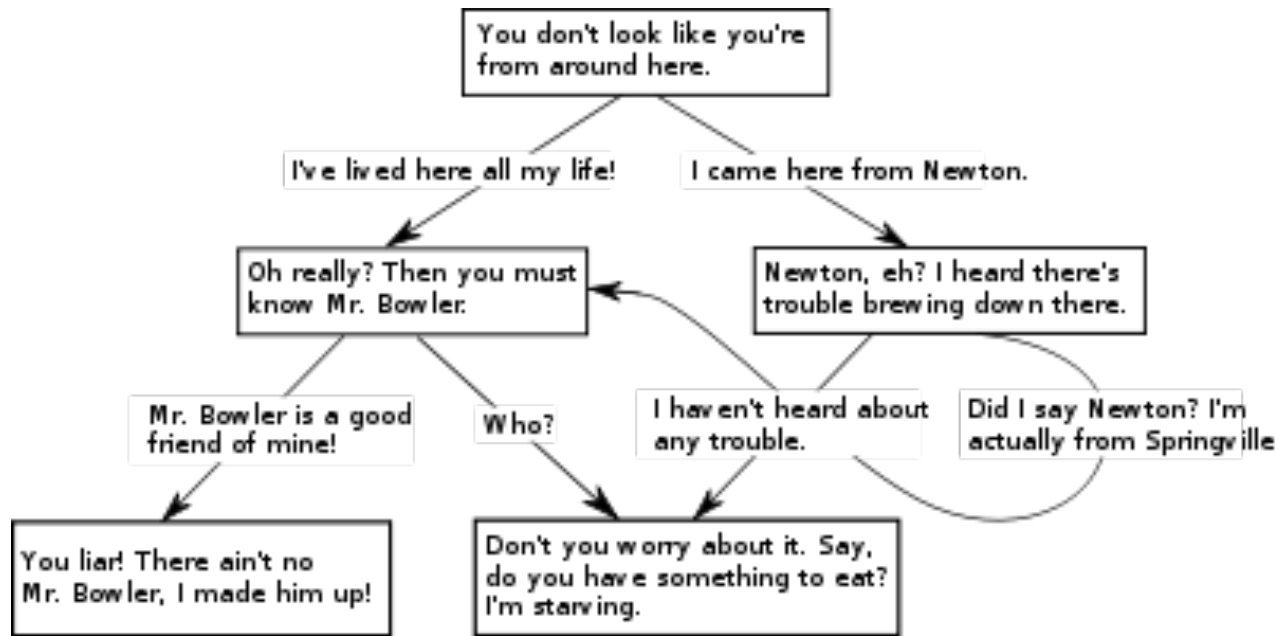 You don't look like you're
from around here.
I've lived here all my life!
I came here from Newton.
Oh really? Then you must
know Mr. Bowler.
Newton, eh? I heard there's
trouble brewing down there.
Mr. Bowler is a good
friend of mine!
Who?
I haven't heard about
any trouble.
Did I say Newton? I'm
actually from Springville
You liar! There ain't no
Mr. Bowler, I made him up!
Don't you worry about it. Say,
do you have something to eat?
I'm starving.